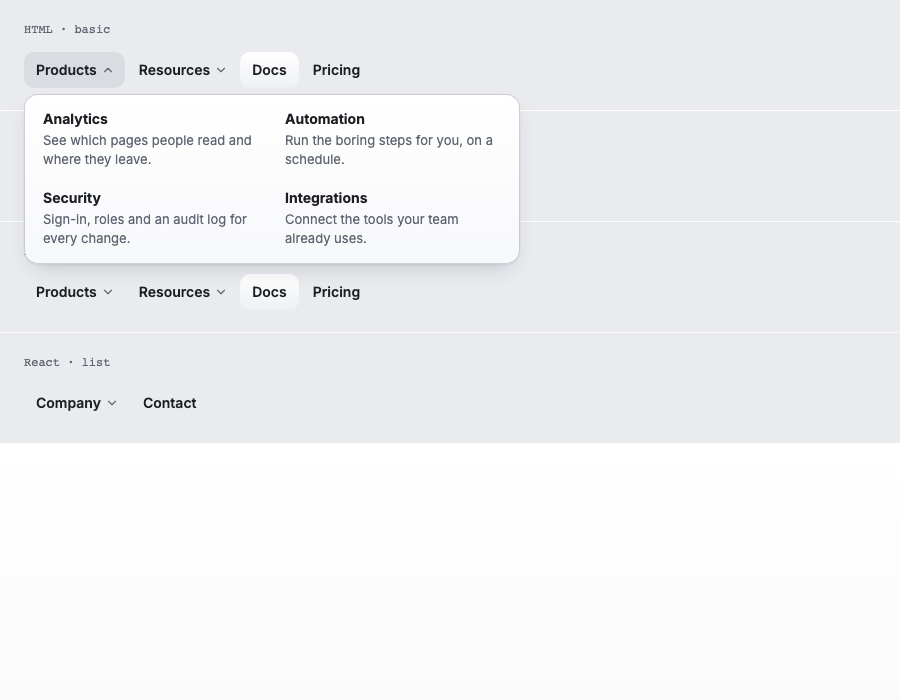 HTML · basic
Products Resources Docs Pricing
Analytics
See which pages people read and
where they leave.
Automation
Run the boring steps for you, on a
schedule.
Security
Sign-in, roles and an audit log for
every change.
Integrations
Connect the tools your team
already uses.
Products Resources Docs Pricing
React · list
Company Contact